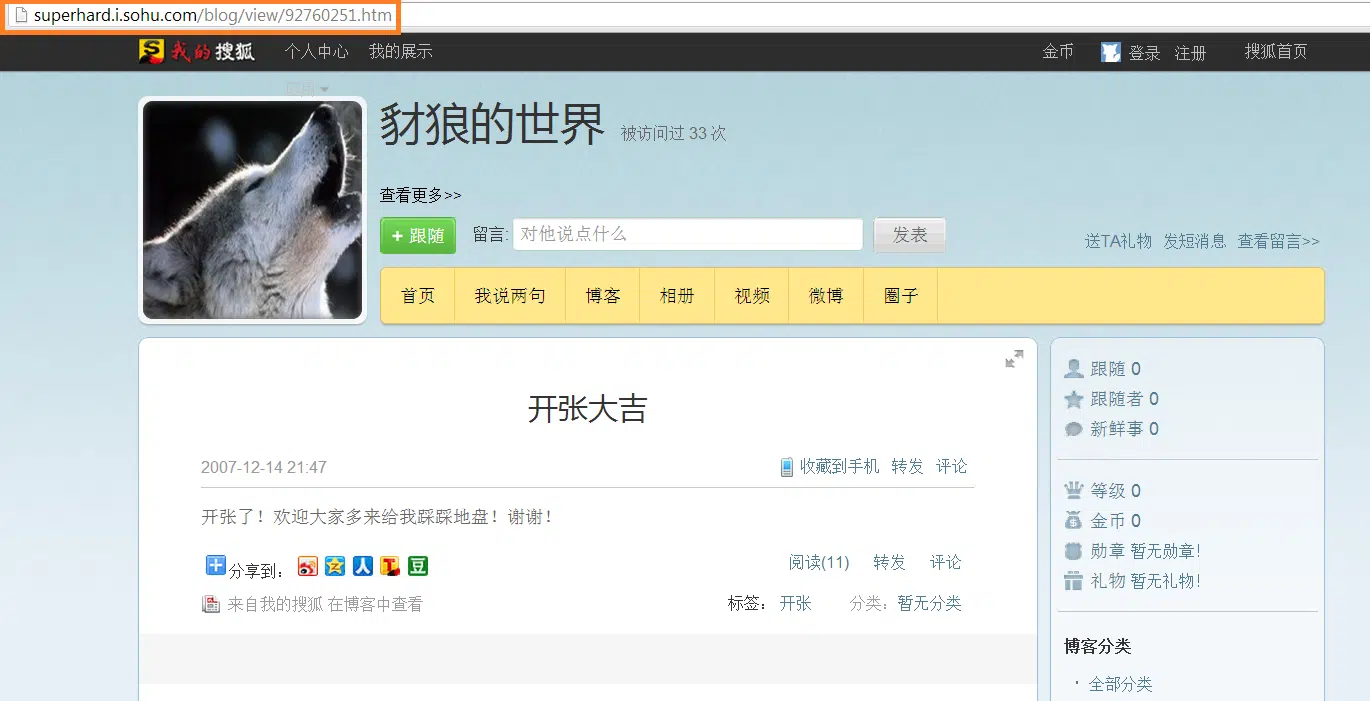 superhard.i.sohu.com/blog/view/92760251.htm
S 我的搜狐 个人中心 我的展示 金币 登录 注册 搜狐首页
豺狼的世界 被访问过 33 次
查看更多>>
+ 跟随 留言: 对他说点什么 发表 送TA礼物 发短消息 查看留言>>
首页 我说两句 博客 相册 视频 微博 圈子
开张大吉
2007-12-14 21:47 收藏到手机 转发 评论
开张了！欢迎大家多来给我踩踩地盘！谢谢！
分享到： 人 豆 阅读(11) 转发 评论
来自我的搜狐 在博客中查看 标签： 开张 分类：暂无分类
跟随 0
跟随者 0
新鲜事 0
等级 0
金币 0
勋章 暂无勋章！
礼物 暂无礼物！
博客分类
· 全部分类